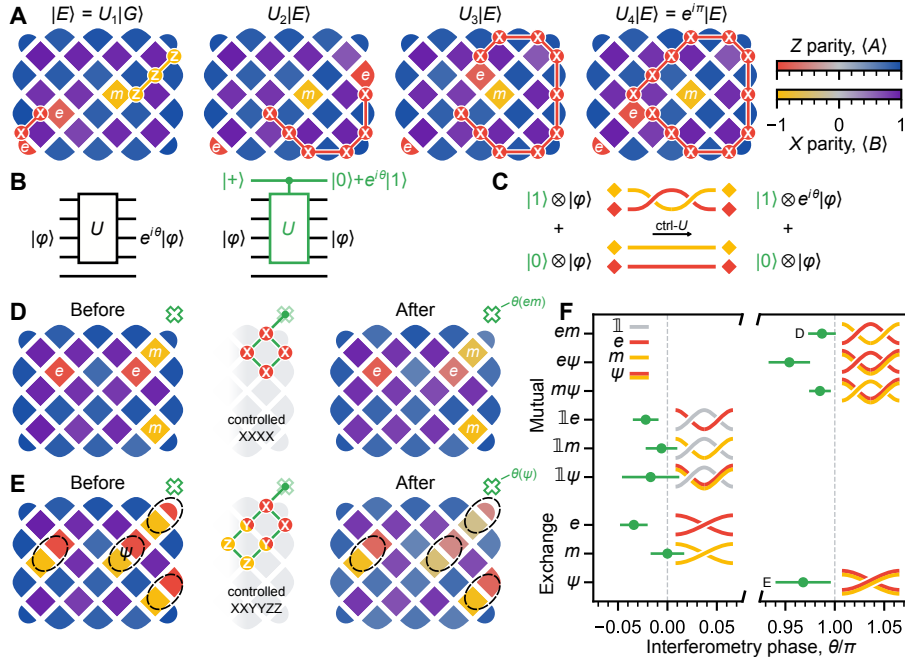 A
|E⟩ = U₁|G⟩
U₂|E⟩
U₃|E⟩
U₄|E⟩ = e^{iπ}|E⟩
Z Z Z
m
X X
e
e
e
m
X X X X X X X X
e
m
X X X X X X X X X X X
e
m
X X X X X X X X X X X X X
Z parity, ⟨A⟩
−1 0 1
X parity, ⟨B⟩
B
|φ⟩
U
e^{iθ}|φ⟩
|+⟩
|0⟩+e^{iθ}|1⟩
|φ⟩
U
|φ⟩
C
|1⟩⊗|φ⟩
+
|0⟩⊗|φ⟩
ctrl-U
|1⟩⊗e^{iθ}|φ⟩
+
|0⟩⊗|φ⟩
D
Before
m
e e
m
X
X X
X
controlled
XXXX
After
θ(em)
m
e e
m
E
Before
ψ
X
Y X
Z Y
Z
controlled
XXYYZZ
After
θ(ψ)
F
𝟙
e
m
ψ
Mutual
em
eψ
mψ
𝟙e
𝟙m
𝟙ψ
Exchange
e
m
ψ
D
E
−0.05 0.00 0.05 0.95 1.00 1.05
Interferometry phase, θ/π